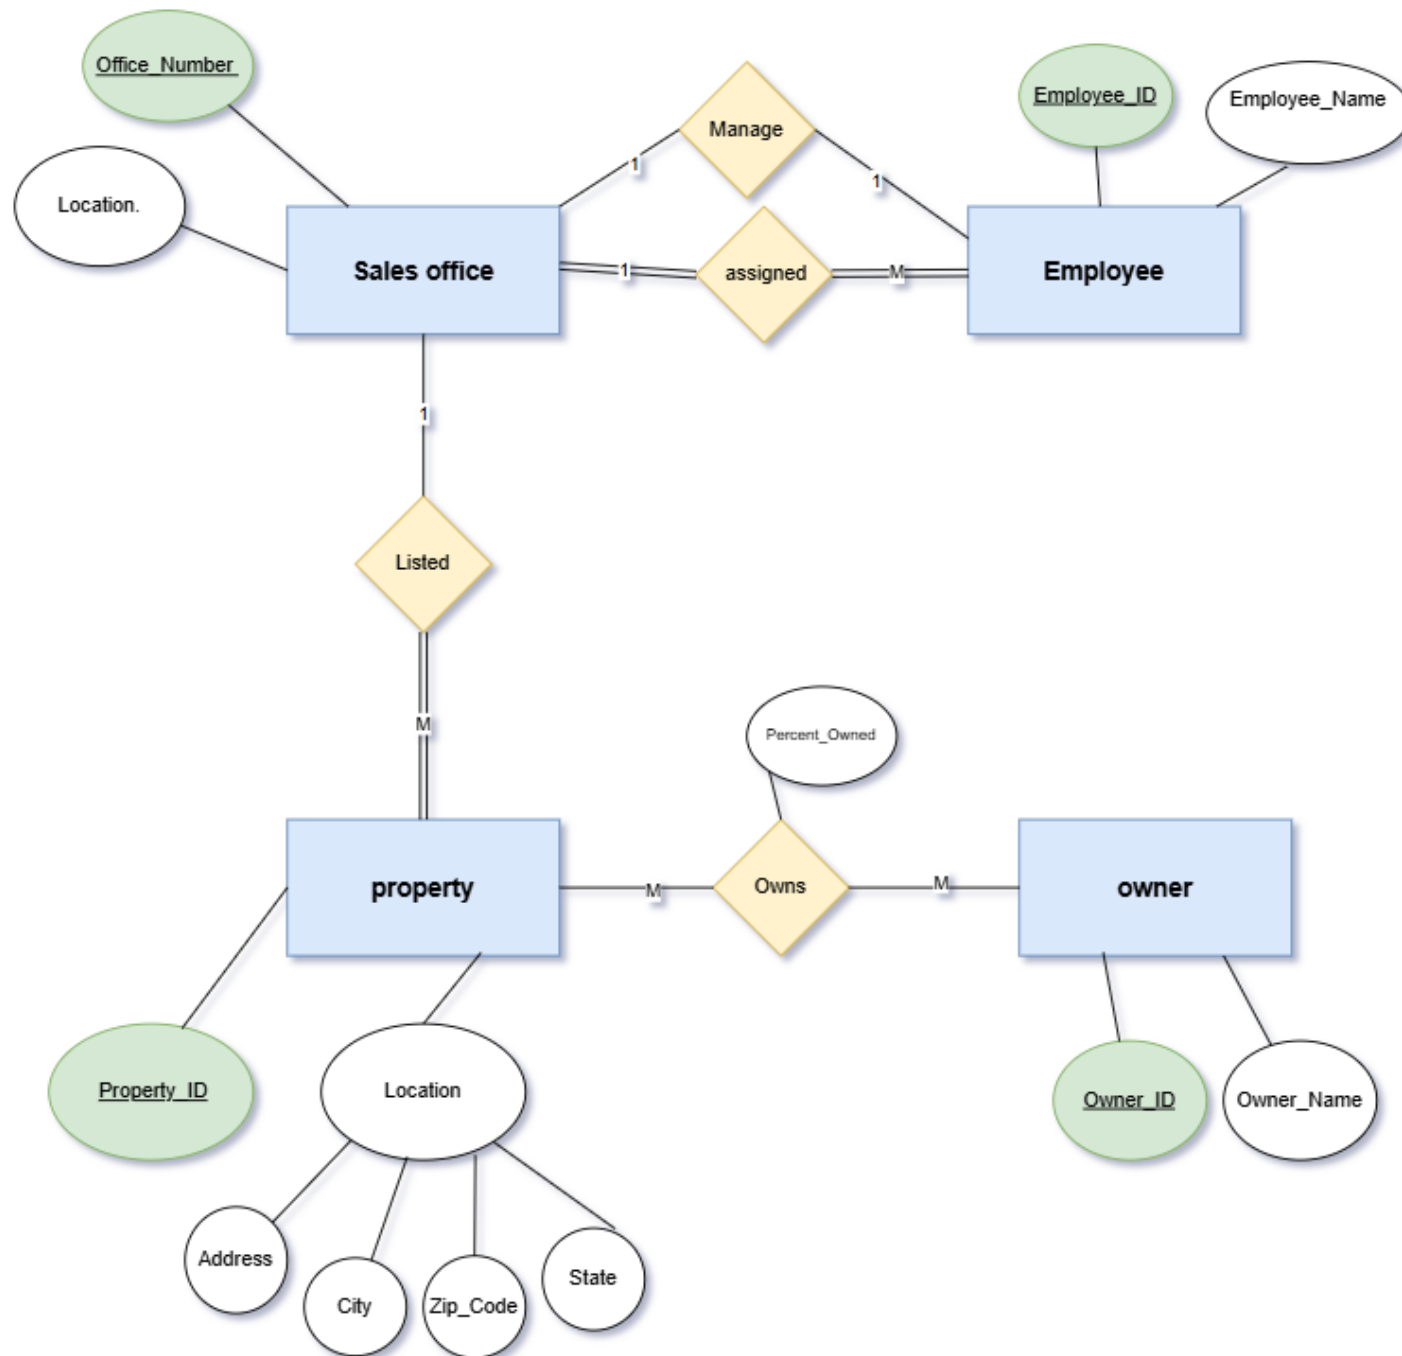 Office_Number
Manage
Employee_ID
Employee_Name
1
1
Location.
Sales office
1
assigned
M
Employee
1
Listed
M
Percent_Owned
property
M
Owns
M
owner
Property_ID
Location
Owner_ID
Owner_Name
Address
City
Zip_Code
State